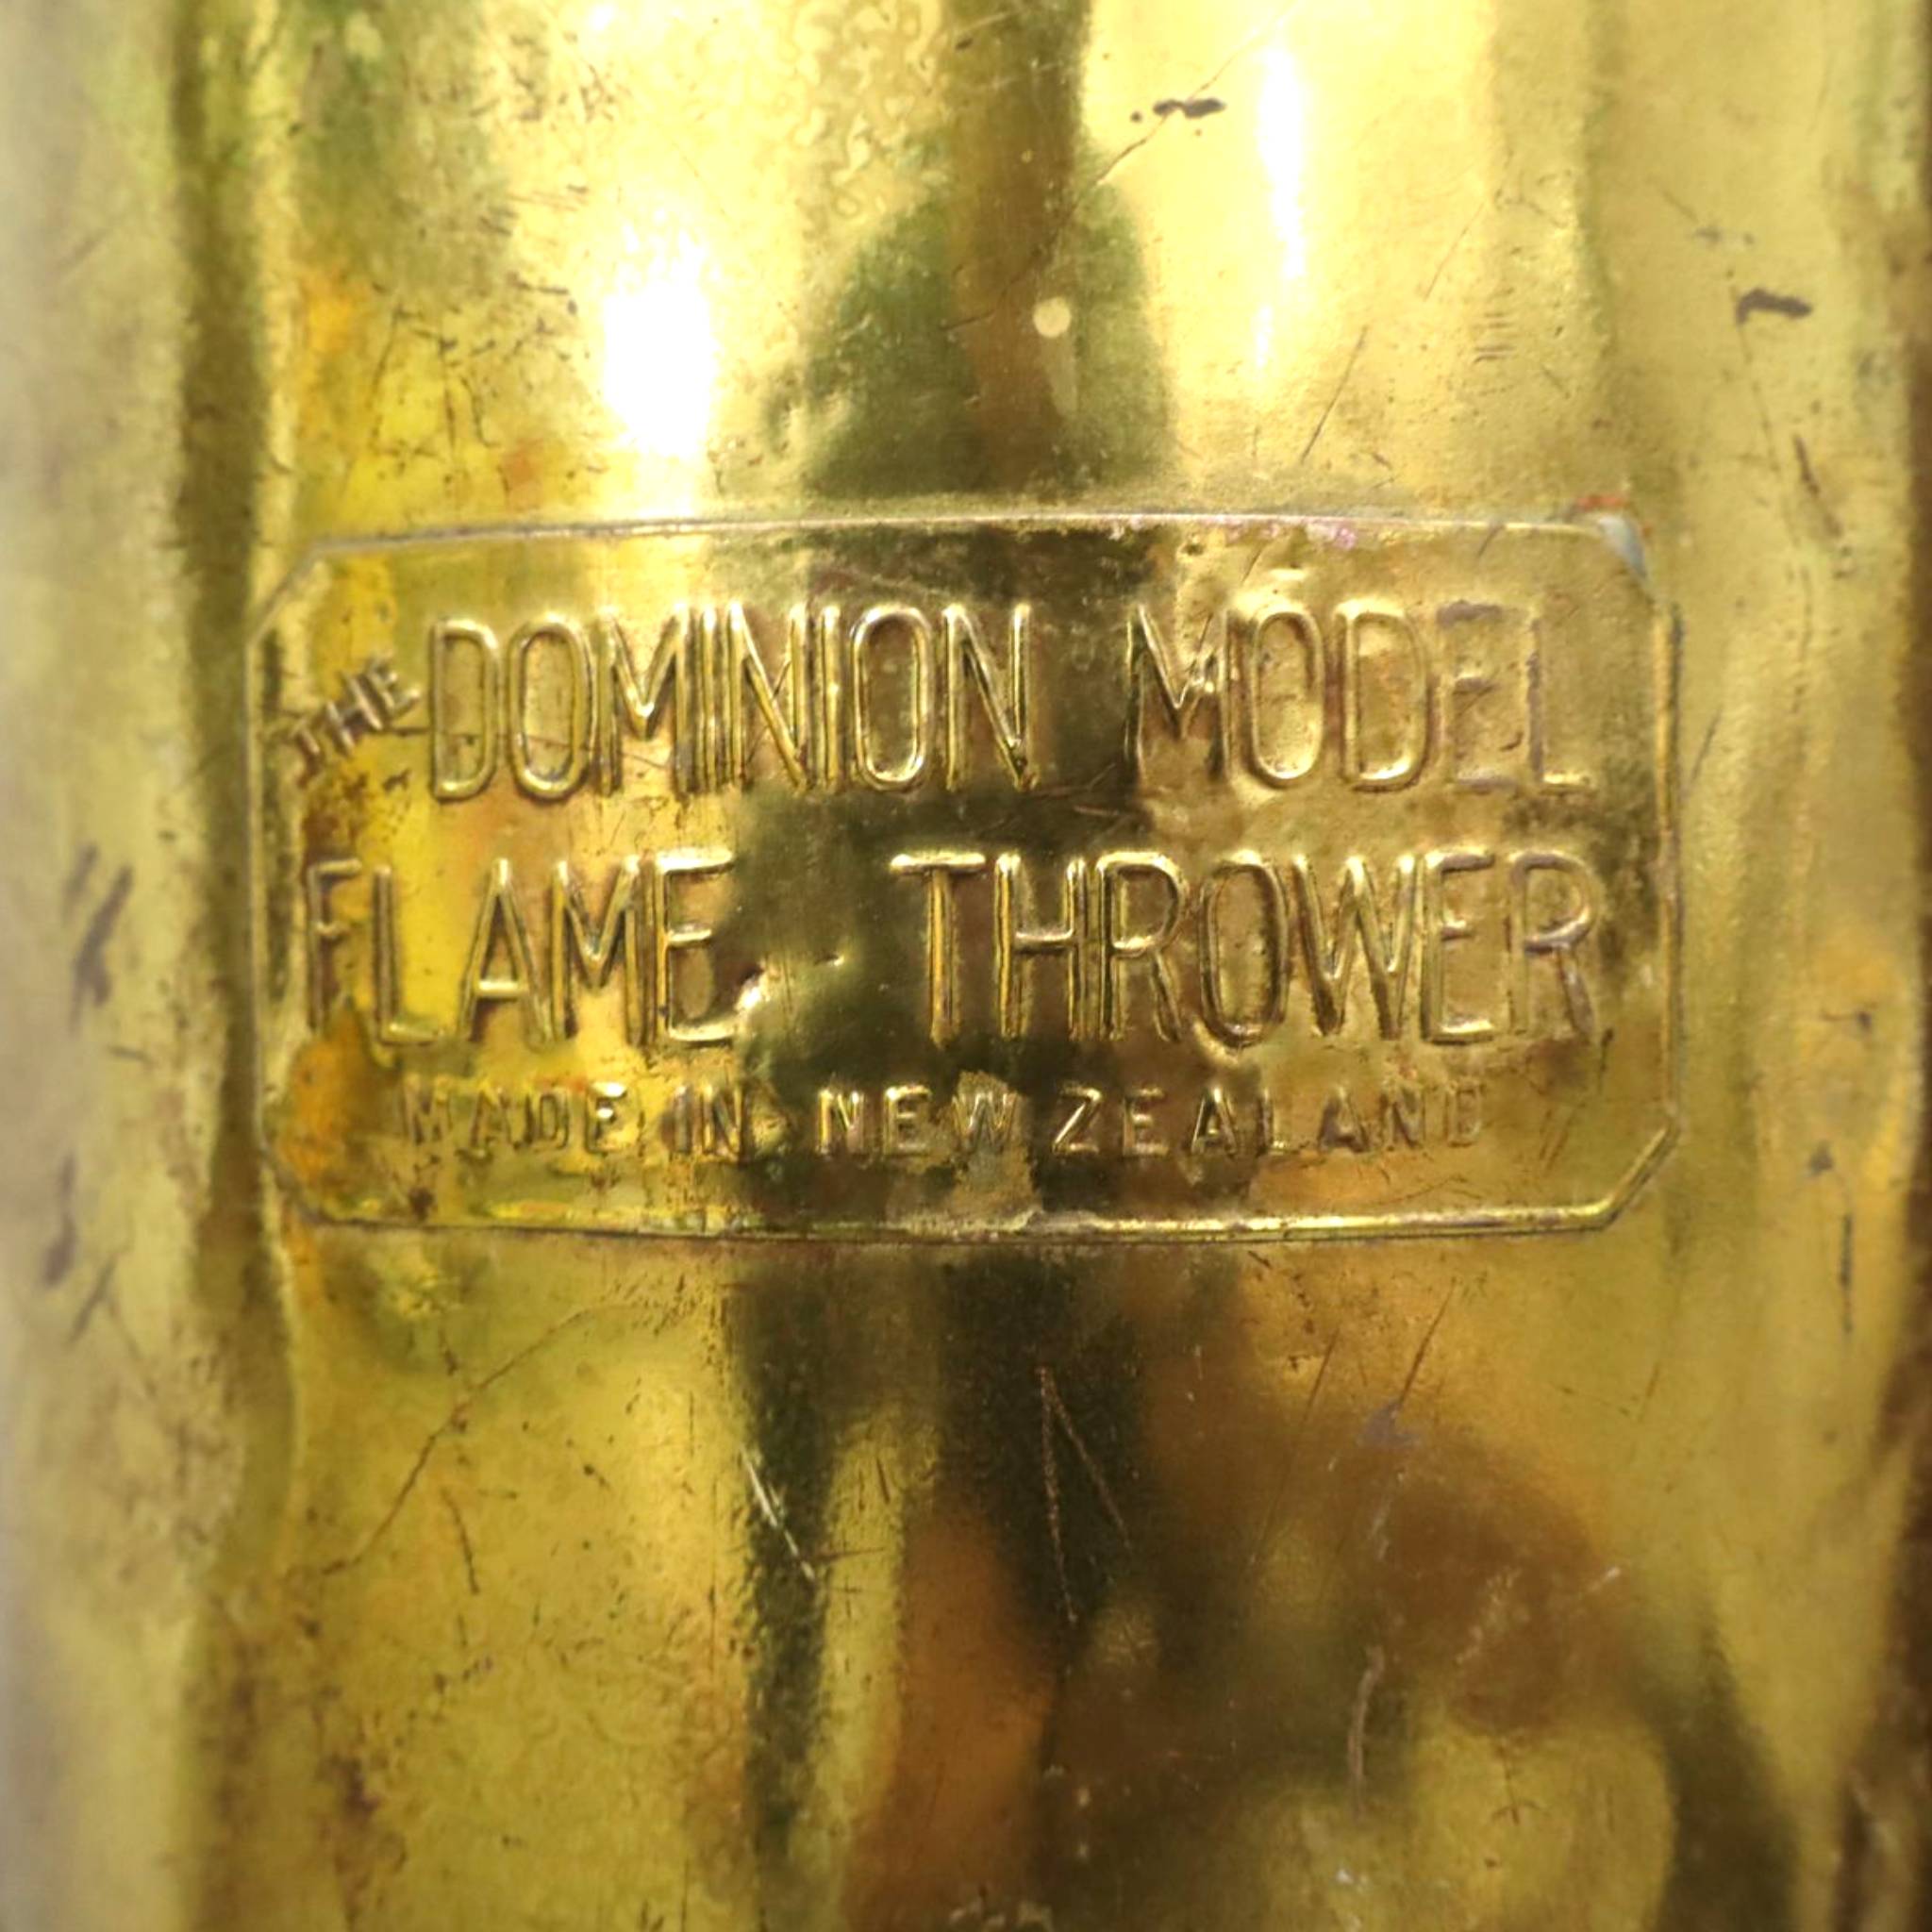 THE DOMINION MODEL
FLAME THROWER
MADE IN NEW ZEALAND